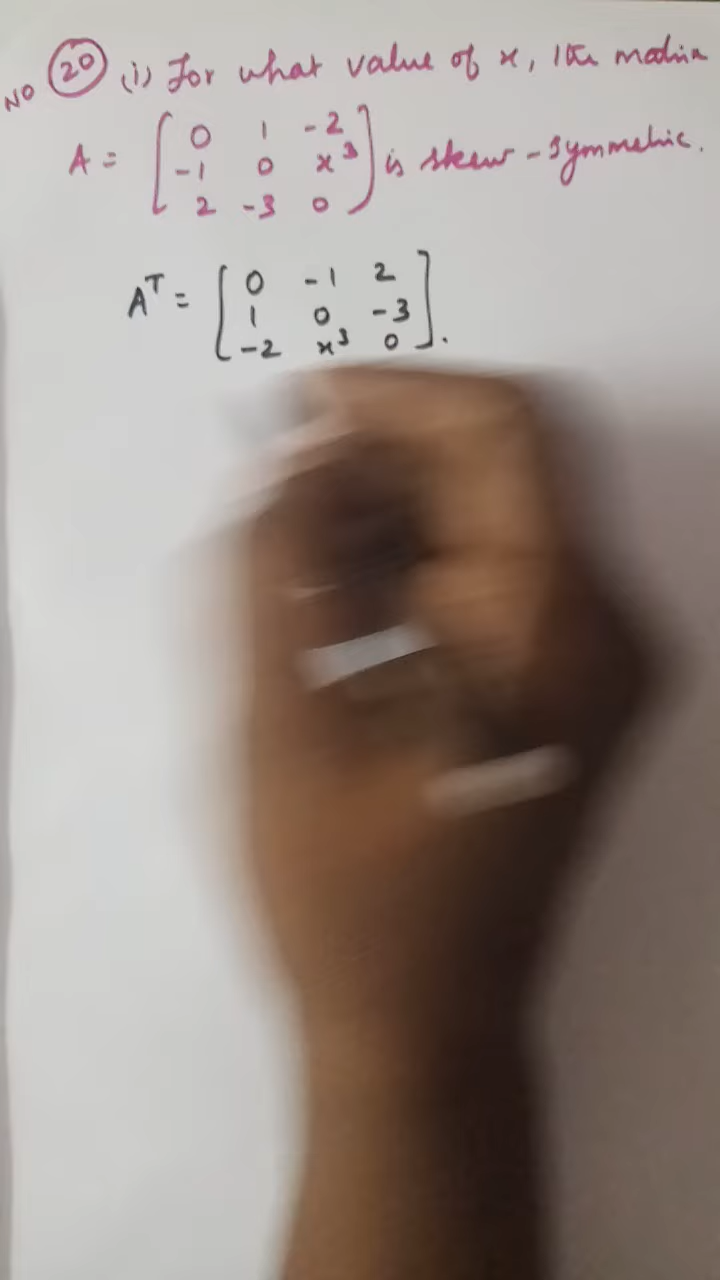 NO 20 (i) For what value of x, the matrix
A = [ 0 1 -2
-1 0 x³
2 -3 0 ] is skew-symmetric.
Aᵀ = [ 0 -1 2
1 0 -3
-2 x³ 0 ].